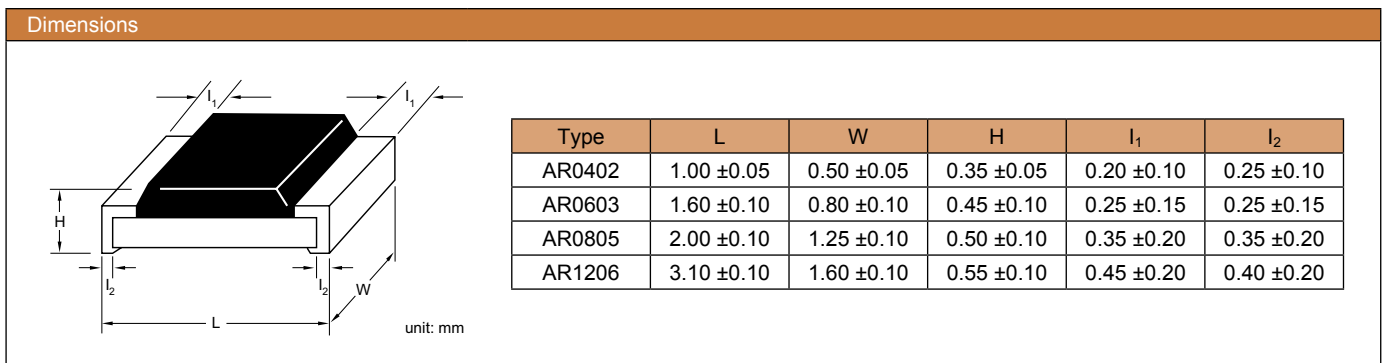 Dimensions
l₁ l₁
H
l₂ l₂
W
L
unit: mm
Type L W H l₁ l₂
AR0402 1.00 ±0.05 0.50 ±0.05 0.35 ±0.05 0.20 ±0.10 0.25 ±0.10
AR0603 1.60 ±0.10 0.80 ±0.10 0.45 ±0.10 0.25 ±0.15 0.25 ±0.15
AR0805 2.00 ±0.10 1.25 ±0.10 0.50 ±0.10 0.35 ±0.20 0.35 ±0.20
AR1206 3.10 ±0.10 1.60 ±0.10 0.55 ±0.10 0.45 ±0.20 0.40 ±0.20